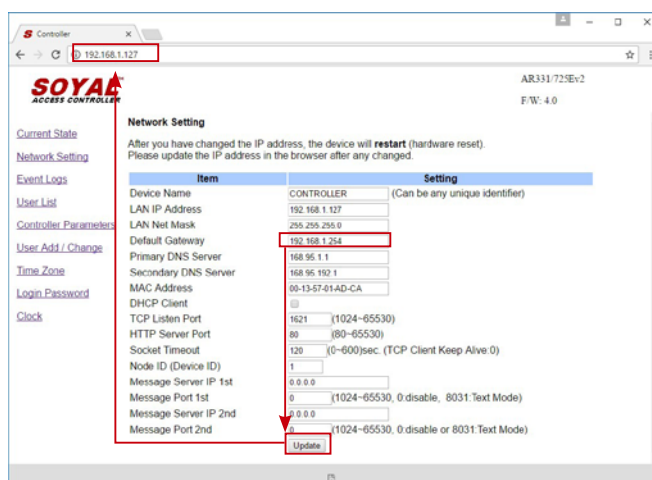 S Controller
192.168.1.127
SOYAL
ACCESS CONTROLLER
AR331/725Ev2
F/W: 4.0
Current State
Network Setting
Event Logs
User List
Controller Parameters
User Add / Change
Time Zone
Login Password
Clock
Network Setting
After you have changed the IP address, the device will restart (hardware reset).
Please update the IP address in the browser after any changed.
Item Setting
Device Name CONTROLLER (Can be any unique identifier)
LAN IP Address 192.168.1.127
LAN Net Mask 255.255.255.0
Default Gateway 192.168.1.254
Primary DNS Server 168.95.1.1
Secondary DNS Server 168.95.192.1
MAC Address 00-13-57-01-AD-CA
DHCP Client
TCP Listen Port 1621 (1024~65530)
HTTP Server Port 80 (80~65530)
Socket Timeout 120 (0~600)sec. (TCP Client Keep Alive:0)
Node ID (Device ID) 1
Message Server IP 1st 0.0.0.0
Message Port 1st 0 (1024~65530, 0:disable, 8031:Text Mode)
Message Server IP 2nd 0.0.0.0
Message Port 2nd 0 (1024~65530, 0:disable or 8031:Text Mode)
Update